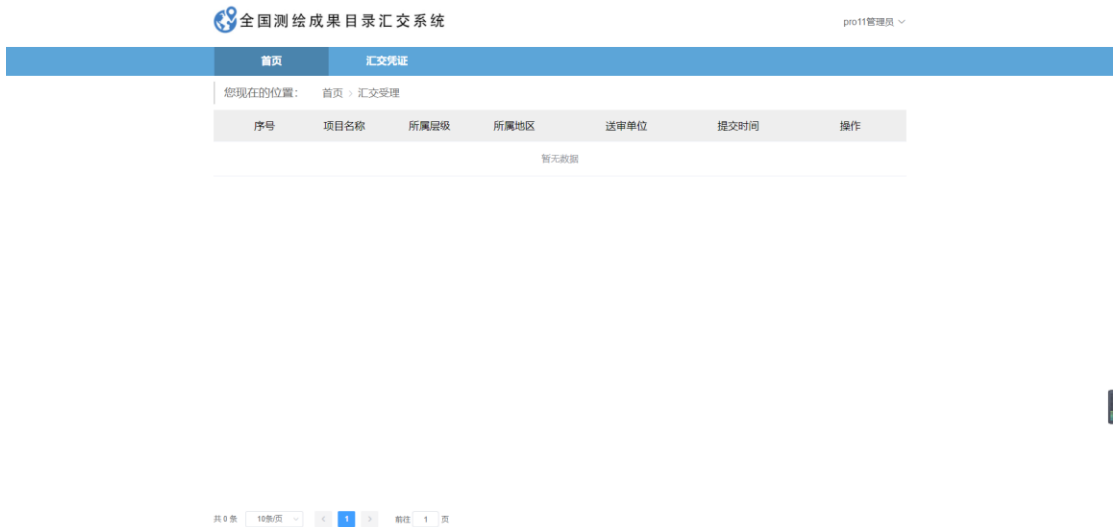 全国测绘成果目录汇交系统 pro11管理员
首页 汇交凭证
您现在的位置： 首页 > 汇交受理
序号 项目名称 所属层级 所属地区 送审单位 提交时间 操作
暂无数据
共 0 条 10条/页 < 1 > 前往 1 页